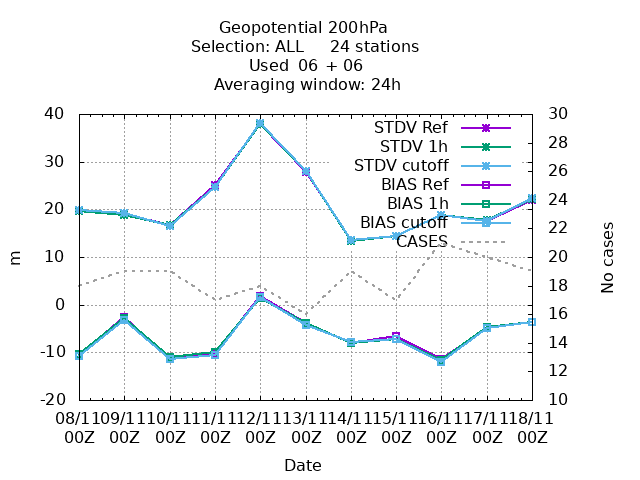 Geopotential 200hPa
Selection: ALL 24 stations
Used 06 + 06
Averaging window: 24h
40
30
20
10
0
-10
-20
m
30
28
26
24
22
20
18
16
14
12
10
No cases
STDV Ref
STDV 1h
STDV cutoff
BIAS Ref
BIAS 1h
BIAS cutoff
CASES
08/11 09/11 10/11 11/11 12/11 13/11 14/11 15/11 16/11 17/11 18/11
00Z 00Z 00Z 00Z 00Z 00Z 00Z 00Z 00Z 00Z 00Z
Date